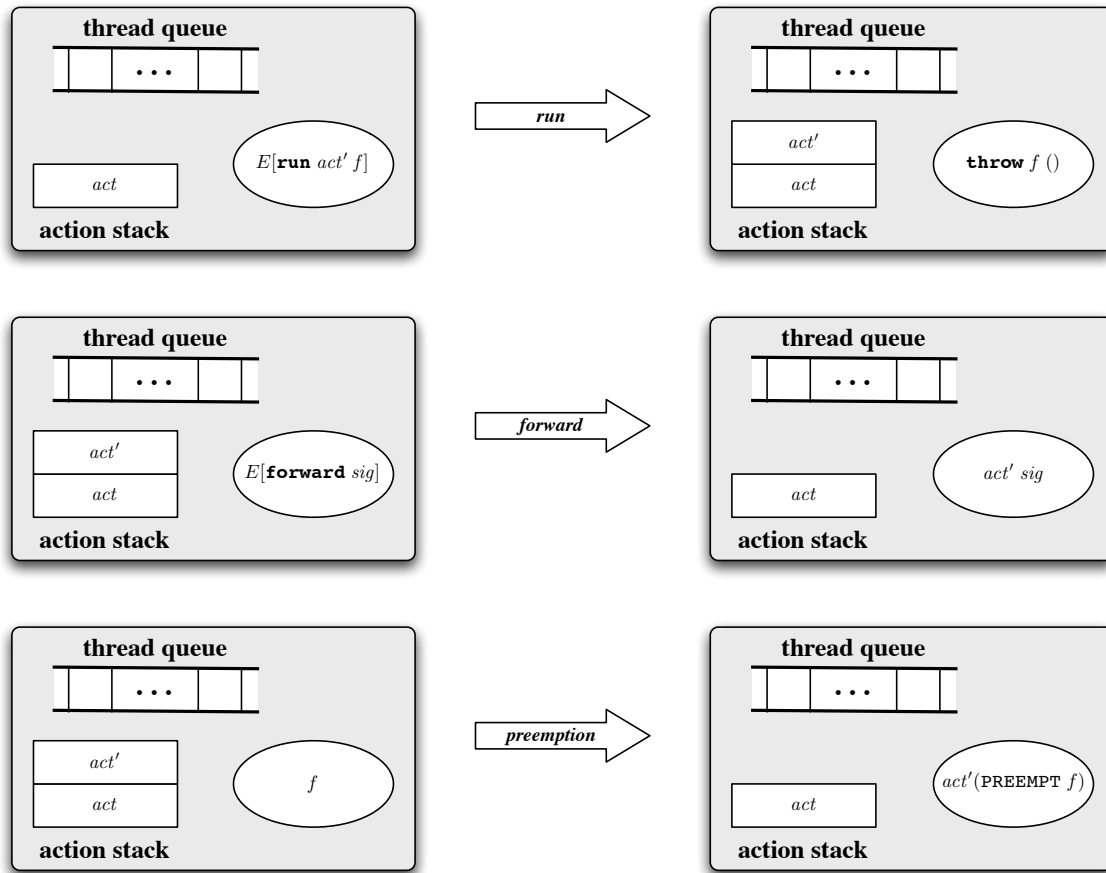 thread queue
• • •
act
E[run act′ f]
action stack
run
thread queue
• • •
act′
act
throw f ()
action stack
thread queue
• • •
act′
act
E[forward sig]
action stack
forward
thread queue
• • •
act
act′ sig
action stack
thread queue
• • •
act′
act
f
action stack
preemption
thread queue
• • •
act
act′(PREEMPT f)
action stack